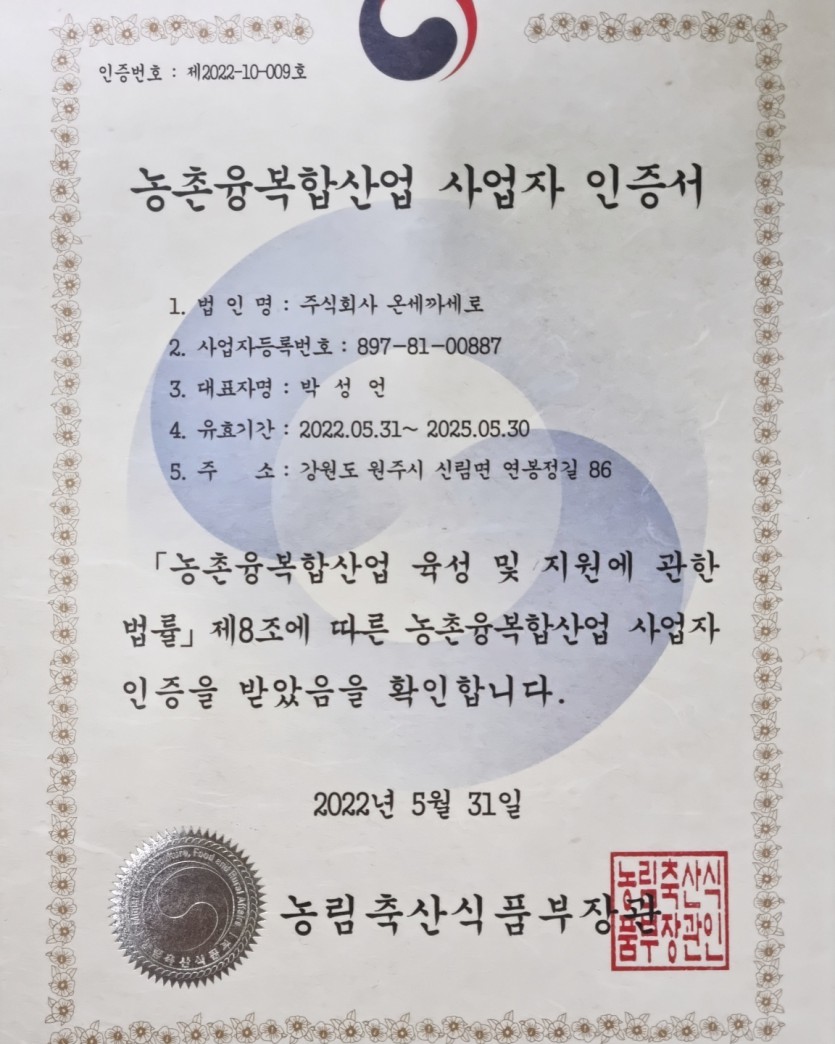 인증번호 : 제2022-10-009호
농촌융복합산업 사업자 인증서
1. 법 인 명 : 주식회사 온세까세로
2. 사업자등록번호 : 897-81-00887
3. 대표자명 : 박 성 언
4. 유효기간 : 2022.05.31~ 2025.05.30
5. 주 소 : 강원도 원주시 신림면 연봉정길 86
「농촌융복합산업 육성 및 지원에 관한
법률」 제8조에 따른 농촌융복합산업 사업자
인증을 받았음을 확인합니다.
2022년 5월 31일
농림축산식품부장관
농림축산식
품부장관인
Food and Rural Affairs